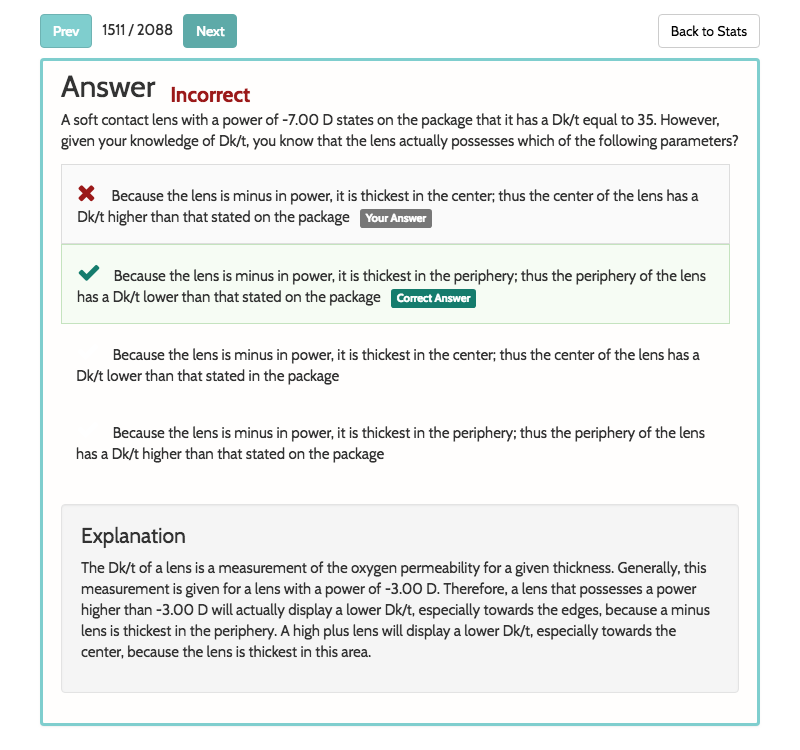 Prev 1511 / 2088 Next Back to Stats
Answer Incorrect
A soft contact lens with a power of -7.00 D states on the package that it has a Dk/t equal to 35. However,
given your knowledge of Dk/t, you know that the lens actually possesses which of the following parameters?
Because the lens is minus in power, it is thickest in the center; thus the center of the lens has a
Dk/t higher than that stated on the package Your Answer
Because the lens is minus in power, it is thickest in the periphery; thus the periphery of the lens
has a Dk/t lower than that stated on the package Correct Answer
Because the lens is minus in power, it is thickest in the center; thus the center of the lens has a
Dk/t lower than that stated in the package
Because the lens is minus in power, it is thickest in the periphery; thus the periphery of the lens
has a Dk/t higher than that stated on the package
Explanation
The Dk/t of a lens is a measurement of the oxygen permeability for a given thickness. Generally, this
measurement is given for a lens with a power of -3.00 D. Therefore, a lens that possesses a power
higher than -3.00 D will actually display a lower Dk/t, especially towards the edges, because a minus
lens is thickest in the periphery. A high plus lens will display a lower Dk/t, especially towards the
center, because the lens is thickest in this area.